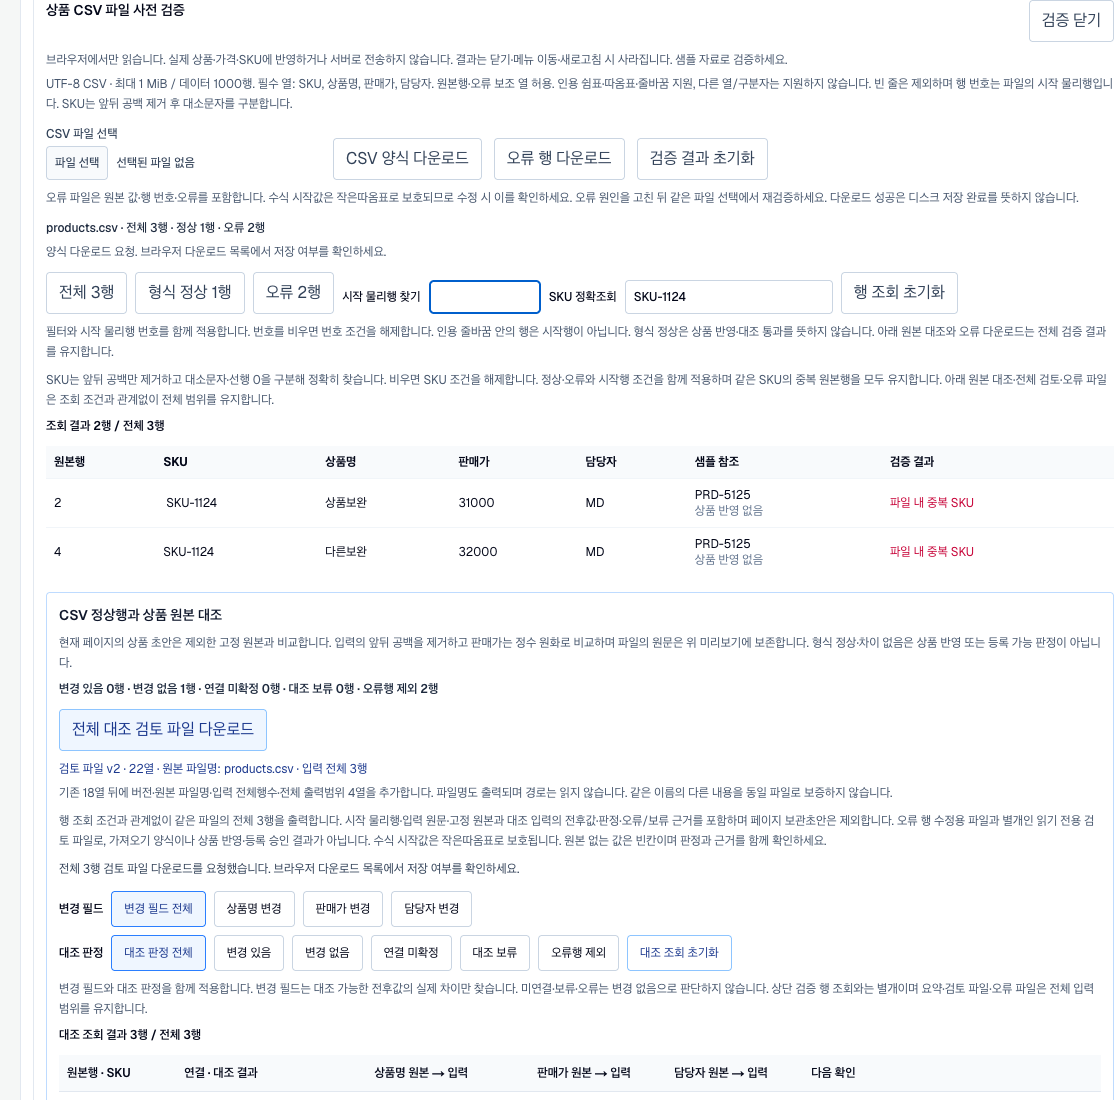 상품 CSV 파일 사전 검증
검증 닫기
브라우저에서만 읽습니다. 실제 상품·가격·SKU에 반영하거나 서버로 전송하지 않습니다. 결과는 닫기·메뉴 이동·새로고침 시 사라집니다. 샘플 자료로 검증하세요.
UTF-8 CSV · 최대 1 MiB / 데이터 1000행. 필수 열: SKU, 상품명, 판매가, 담당자. 원본행·오류 보조 열 허용. 인용 쉼표·따옴표·줄바꿈 지원, 다른 열/구분자는 지원하지 않습니다. 빈 줄은 제외하며 행 번호는 파일의 시작 물리행입니
다. SKU는 앞뒤 공백 제거 후 대소문자를 구분합니다.
CSV 파일 선택
파일 선택 선택된 파일 없음
CSV 양식 다운로드
오류 행 다운로드
검증 결과 초기화
오류 파일은 원본 값·행 번호·오류를 포함합니다. 수식 시작값은 작은따옴표로 보호되므로 수정 시 이를 확인하세요. 오류 원인을 고친 뒤 같은 파일 선택에서 재검증하세요. 다운로드 성공은 디스크 저장 완료를 뜻하지 않습니다.
products.csv · 전체 3행 · 정상 1행 · 오류 2행
양식 다운로드 요청. 브라우저 다운로드 목록에서 저장 여부를 확인하세요.
전체 3행
형식 정상 1행
오류 2행
시작 물리행 찾기
SKU 정확조회
SKU-1124
행 조회 초기화
필터와 시작 물리행 번호를 함께 적용합니다. 번호를 비우면 번호 조건을 해제합니다. 인용 줄바꿈 안의 행은 시작행이 아닙니다. 형식 정상은 상품 반영·대조 통과를 뜻하지 않습니다. 아래 원본 대조와 오류 다운로드는 전체 검증 결과
를 유지합니다.
SKU는 앞뒤 공백만 제거하고 대소문자·선행 0을 구분해 정확히 찾습니다. 비우면 SKU 조건을 해제합니다. 정상·오류와 시작행 조건을 함께 적용하며 같은 SKU의 중복 원본행을 모두 유지합니다. 아래 원본 대조·전체 검토·오류 파일
은 조회 조건과 관계없이 전체 범위를 유지합니다.
조회 결과 2행 / 전체 3행
원본행 SKU 상품명 판매가 담당자 샘플 참조 검증 결과
2 SKU-1124 상품보완 31000 MD PRD-5125 파일 내 중복 SKU
상품 반영 없음
4 SKU-1124 다른보완 32000 MD PRD-5125 파일 내 중복 SKU
상품 반영 없음
CSV 정상행과 상품 원본 대조
현재 페이지의 상품 초안은 제외한 고정 원본과 비교합니다. 입력의 앞뒤 공백을 제거하고 판매가는 정수 원화로 비교하며 파일의 원문은 위 미리보기에 보존합니다. 형식 정상·차이 없음은 상품 반영 또는 등록 가능 판정이 아닙니
다.
변경 있음 0행 · 변경 없음 1행 · 연결 미확정 0행 · 대조 보류 0행 · 오류행 제외 2행
전체 대조 검토 파일 다운로드
검토 파일 v2 · 22열 · 원본 파일명: products.csv · 입력 전체 3행
기존 18열 뒤에 버전·원본 파일명·입력 전체행수·전체 출력범위 4열을 추가합니다. 파일명도 출력되며 경로는 읽지 않습니다. 같은 이름의 다른 내용을 동일 파일로 보증하지 않습니다.
행 조회 조건과 관계없이 같은 파일의 전체 3행을 출력합니다. 시작 물리행·입력 원문·고정 원본과 대조 입력의 전후값·판정·오류/보류 근거를 포함하며 페이지 보관초안은 제외합니다. 오류 행 수정용 파일과 별개인 읽기 전용 검
토 파일로, 가져오기 양식이나 상품 반영·등록 승인 결과가 아닙니다. 수식 시작값은 작은따옴표로 보호됩니다. 원본 없는 값은 빈칸이며 판정과 근거를 함께 확인하세요.
전체 3행 검토 파일 다운로드를 요청했습니다. 브라우저 다운로드 목록에서 저장 여부를 확인하세요.
변경 필드 변경 필드 전체 상품명 변경 판매가 변경 담당자 변경
대조 판정 대조 판정 전체 변경 있음 변경 없음 연결 미확정 대조 보류 오류행 제외 대조 조회 초기화
변경 필드와 대조 판정을 함께 적용합니다. 변경 필드는 대조 가능한 전후값의 실제 차이만 찾습니다. 미연결·보류·오류는 변경 없음으로 판단하지 않습니다. 상단 검증 행 조회와는 별개이며 요약·검토 파일·오류 파일은 전체 입력
범위를 유지합니다.
대조 조회 결과 3행 / 전체 3행
원본행 · SKU 연결 · 대조 결과 상품명 원본 → 입력 판매가 원본 → 입력 담당자 원본 → 입력 다음 확인